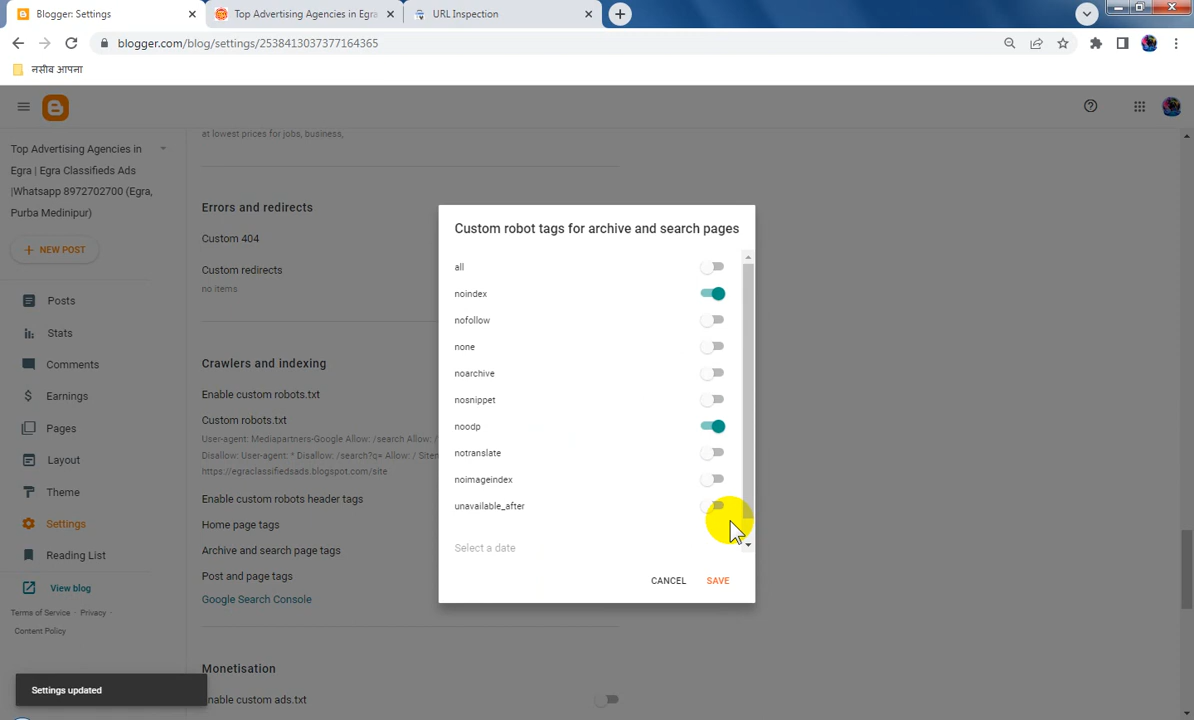 Blogger: Settings
Top Advertising Agencies in Egra
URL Inspection
blogger.com/blog/settings/2538413037377164365
नसीब आपना
Top Advertising Agencies in
Egra | Egra Classifieds Ads
|Whatsapp 8972702700 (Egra,
Purba Medinipur)
NEW POST
Posts
Stats
Comments
Earnings
Pages
Layout
Theme
Settings
Reading List
View blog
Terms of Service · Privacy ·
Content Policy
at lowest prices for jobs, business,
Errors and redirects
Custom 404
Custom redirects
no items
Crawlers and indexing
Enable custom robots.txt
Custom robots.txt
User-agent: Mediapartners-Google Allow: /search Allow: /
Disallow: User-agent: * Disallow: /search?q= Allow: / Sitem
https://egraclassifiedsads.blogspot.com/site
Enable custom robots header tags
Home page tags
Archive and search page tags
Post and page tags
Google Search Console
Monetisation
nable custom ads.txt
Custom robot tags for archive and search pages
all
noindex
nofollow
none
noarchive
nosnippet
noodp
notranslate
noimageindex
unavailable_after
Select a date
CANCEL SAVE
Settings updated